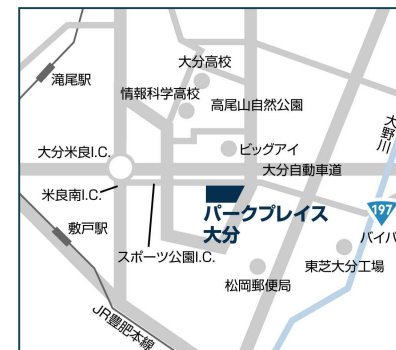 大分高校
滝尾駅
情報科学高校
高尾山自然公園
大野川
ビッグアイ
大分米良I.C.
大分自動車道
米良南I.C.
パークプレイス
大分
197
敷戸駅
バイパ
スポーツ公園I.C.
東芝大分工場
松岡郵便局
JR豊肥本線